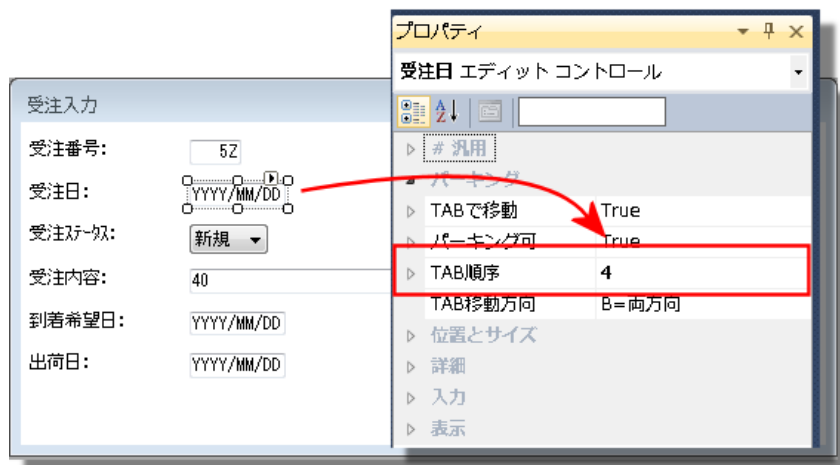 受注入力
受注番号: 5Z
受注日: YYYY/MM/DD
受注ステータス: 新規
受注内容: 40
到着希望日: YYYY/MM/DD
出荷日: YYYY/MM/DD
プロパティ
受注日 エディット コントロール
# 汎用
パーキング
TABで移動 True
パーキング可 True
TAB順序 4
TAB移動方向 B=両方向
位置とサイズ
詳細
入力
表示